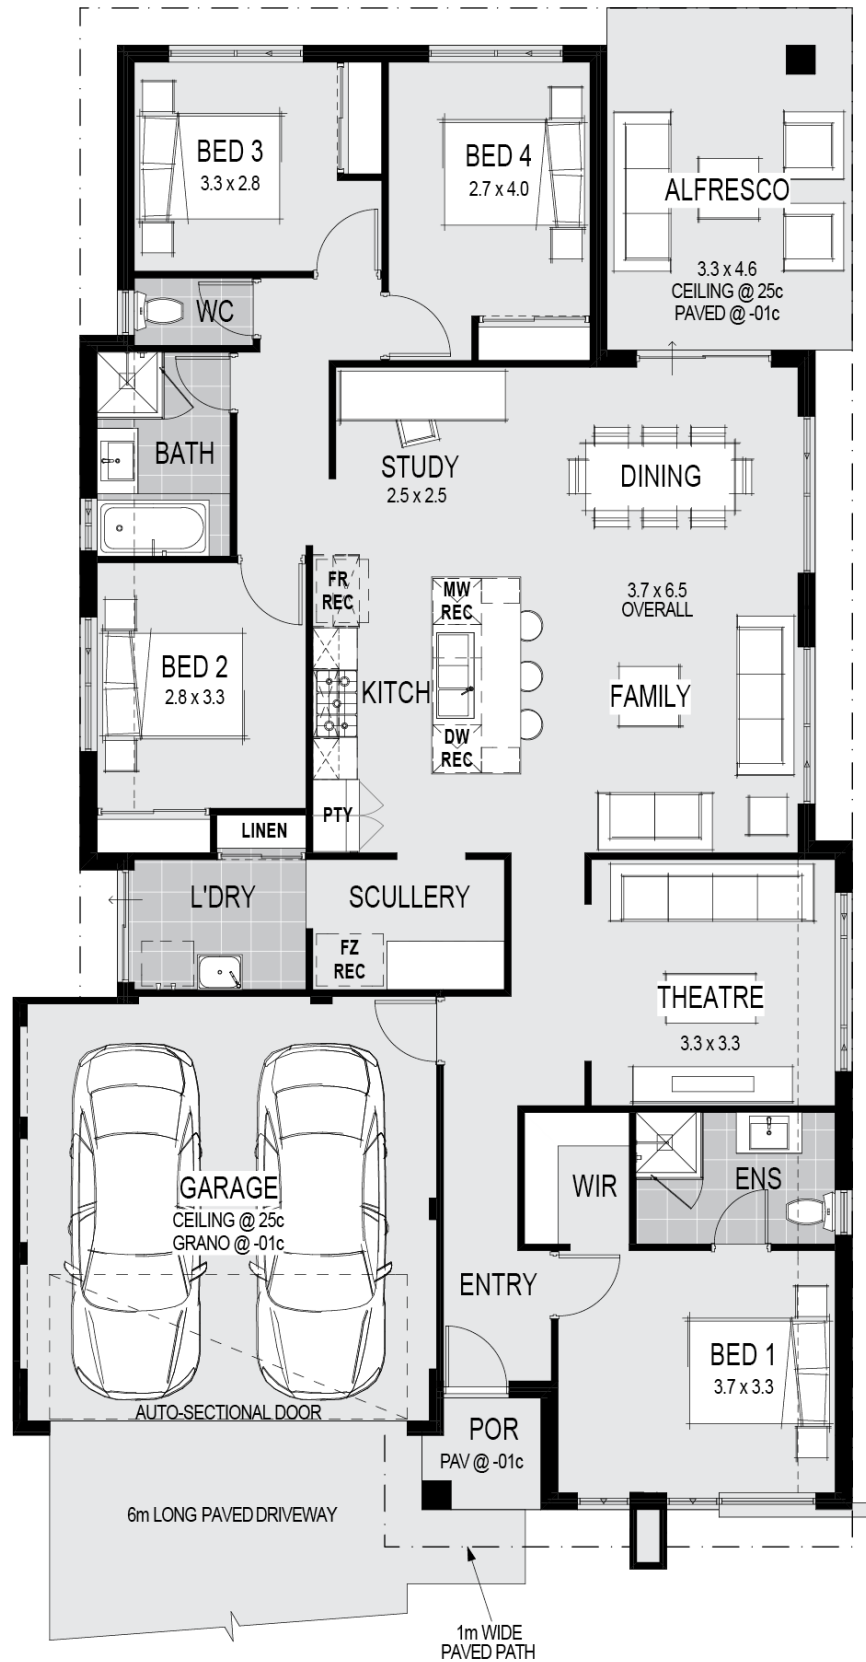 BED 3
3.3 x 2.8
BED 4
2.7 x 4.0
ALFRESCO
3.3 x 4.6
CEILING @ 25c
PAVED @ -01c
WC
BATH
STUDY
2.5 x 2.5
DINING
3.7 x 6.5
OVERALL
FR
REC
MW
REC
BED 2
2.8 x 3.3
KITCH
FAMILY
DW
REC
PTY
LINEN
L'DRY
SCULLERY
FZ
REC
THEATRE
3.3 x 3.3
GARAGE
CEILING @ 25c
GRANO @ -01c
WIR
ENS
ENTRY
BED 1
3.7 x 3.3
AUTO-SECTIONAL DOOR
POR
PAV @ -01c
6m LONG PAVED DRIVEWAY
1m WIDE
PAVED PATH